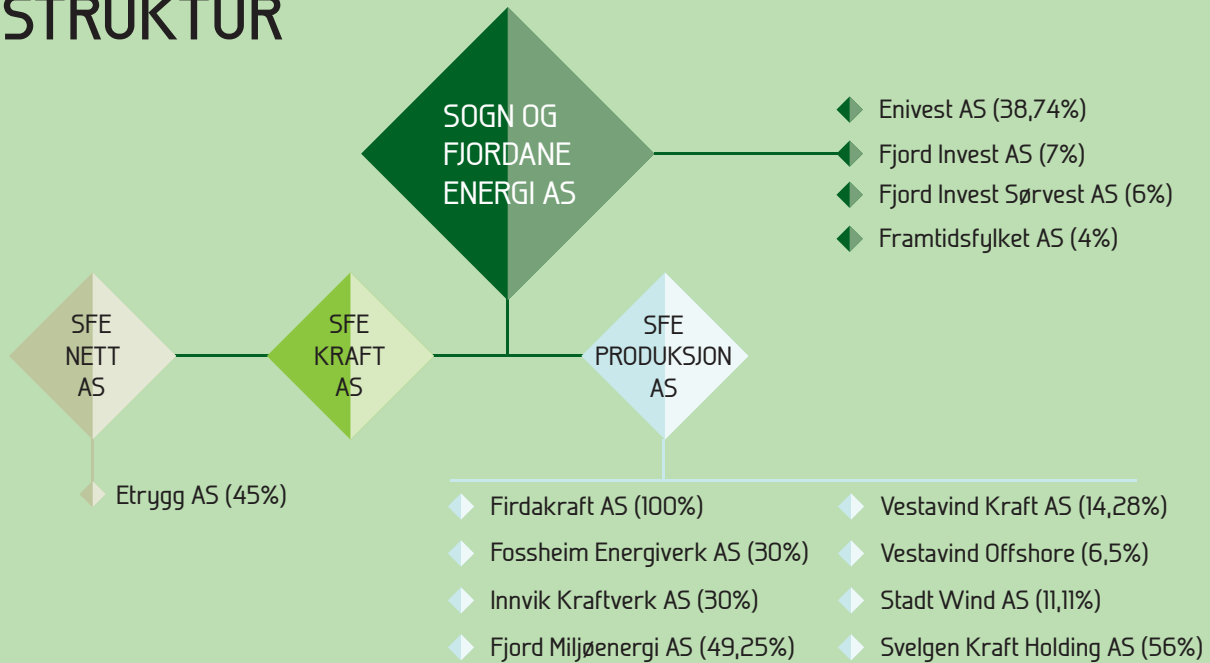 STRUKTUR
SOGN OG
FJORDANE
ENERGI AS
Enivest AS (38,74%)
Fjord Invest AS (7%)
Fjord Invest Sørvest AS (6%)
Framtidsfylket AS (4%)
SFE
NETT
AS
SFE
KRAFT
AS
SFE
PRODUKSJON
AS
Etrygg AS (45%)
Firdakraft AS (100%)
Fossheim Energiverk AS (30%)
Innvik Kraftverk AS (30%)
Fjord Miljøenergi AS (49,25%)
Vestavind Kraft AS (14,28%)
Vestavind Offshore (6,5%)
Stadt Wind AS (11,11%)
Svelgen Kraft Holding AS (56%)